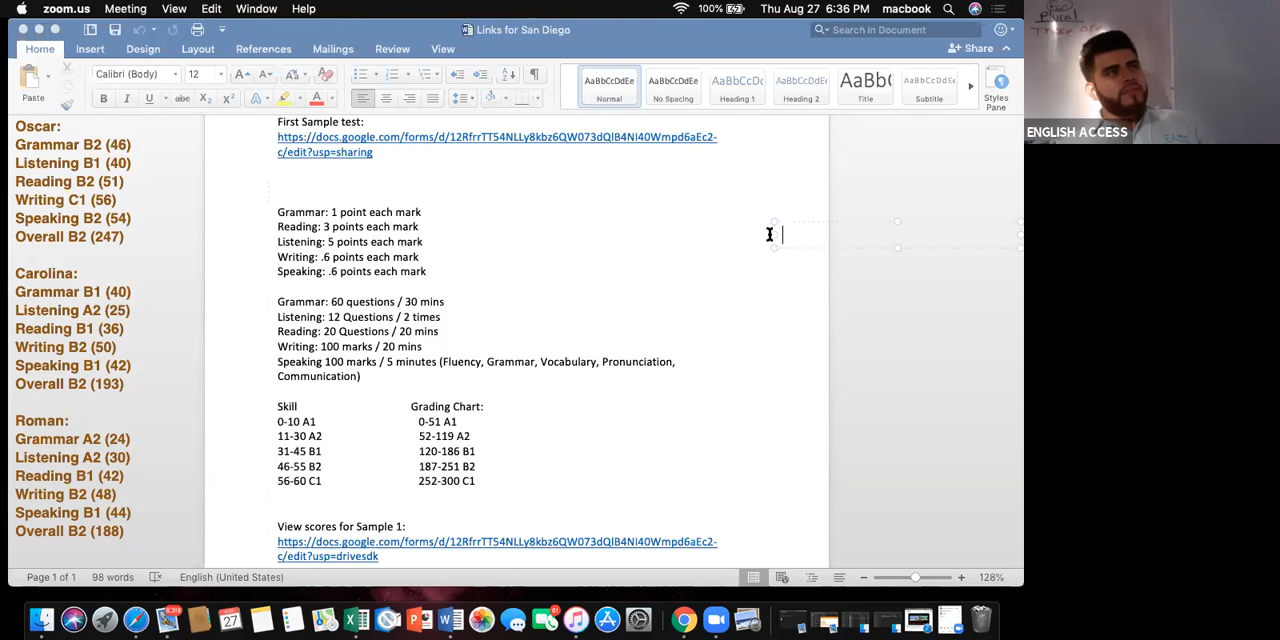 zoom.us Meeting View Edit Window Help 100% Thu Aug 27 6:36 PM macbook
Links for San Diego
Search in Document
Home Insert Design Layout References Mailings Review View
Share
Paste
Calibri (Body) 12
B I U abc X₂ X²
AaBbCcDdEe AaBbCcDdEe AaBbCcDc AaBbCcDdEe AaBb( AaBbCcDdEe
Normal No Spacing Heading 1 Heading 2 Title Subtitle
Styles
Pane
Plural
ENGLISH ACCESS
Oscar:
Grammar B2 (46)
Listening B1 (40)
Reading B2 (51)
Writing C1 (56)
Speaking B2 (54)
Overall B2 (247)
Carolina:
Grammar B1 (40)
Listening A2 (25)
Reading B1 (36)
Writing B2 (50)
Speaking B1 (42)
Overall B2 (193)
Roman:
Grammar A2 (24)
Listening A2 (30)
Reading B1 (42)
Writing B2 (48)
Speaking B1 (44)
Overall B2 (188)
First Sample test:
https://docs.google.com/forms/d/12RfrrTT54NLLy8kbz6QW073dQlB4NI40Wmpd6aEc2-
c/edit?usp=sharing
Grammar: 1 point each mark
Reading: 3 points each mark
Listening: 5 points each mark
Writing: .6 points each mark
Speaking: .6 points each mark
Grammar: 60 questions / 30 mins
Listening: 12 Questions / 2 times
Reading: 20 Questions / 20 mins
Writing: 100 marks / 20 mins
Speaking 100 marks / 5 minutes (Fluency, Grammar, Vocabulary, Pronunciation,
Communication)
Skill Grading Chart:
0-10 A1 0-51 A1
11-30 A2 52-119 A2
31-45 B1 120-186 B1
46-55 B2 187-251 B2
56-60 C1 252-300 C1
View scores for Sample 1:
https://docs.google.com/forms/d/12RfrrTT54NLLy8kbz6QW073dQlB4NI40Wmpd6aEc2-
c/edit?usp=drivesdk
Page 1 of 1 98 words English (United States) 128%